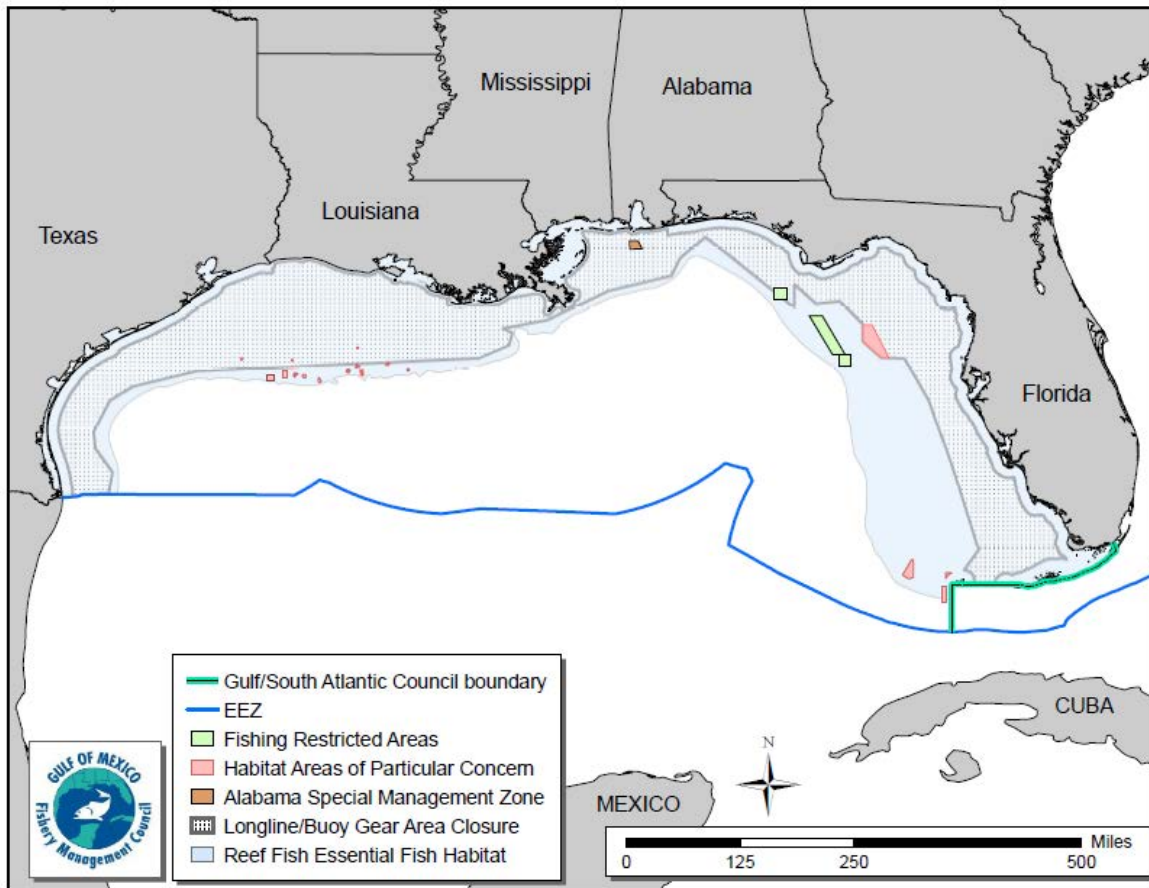 Mississippi
Alabama
Louisiana
Texas
Florida
Gulf/South Atlantic Council boundary
EEZ
Fishing Restricted Areas
Habitat Areas of Particular Concern
Alabama Special Management Zone
Longline/Buoy Gear Area Closure
Reef Fish Essential Fish Habitat
GULF OF MEXICO
Fishery Management Council
CUBA
N
MEXICO
Miles
0 125 250 500